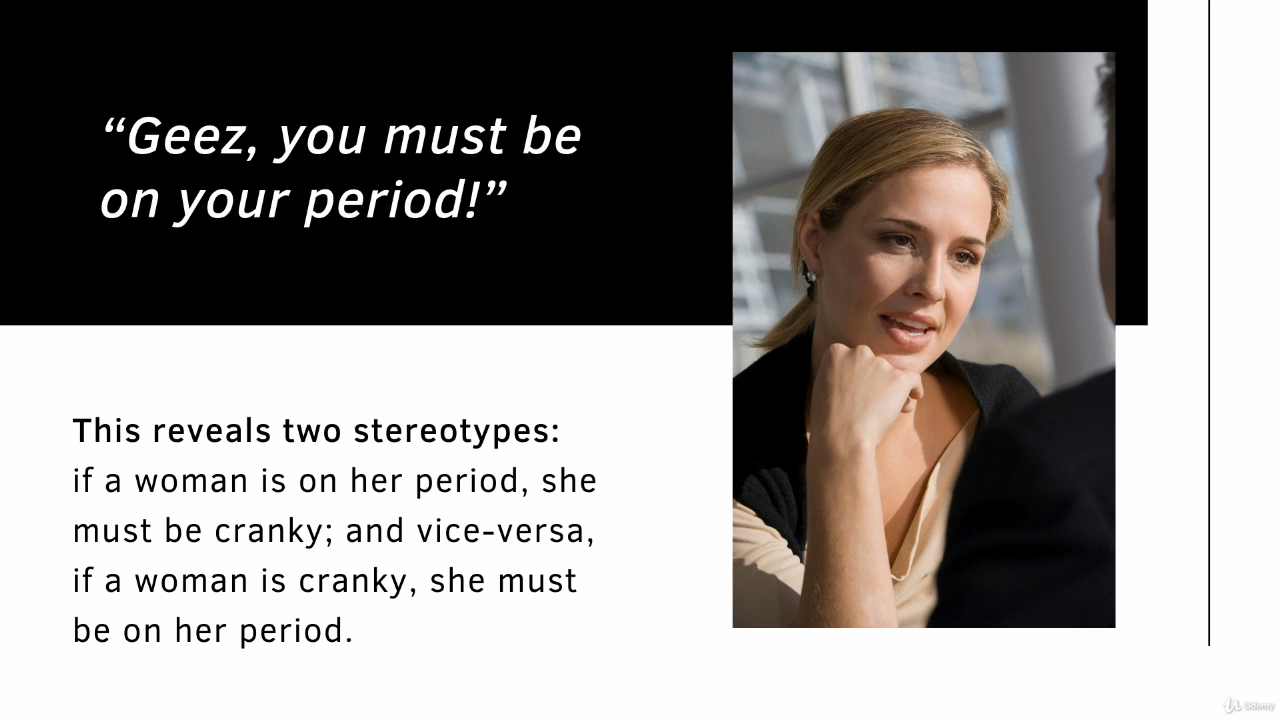 “Geez, you must be
on your period!”
This reveals two stereotypes:
if a woman is on her period, she
must be cranky; and vice-versa,
if a woman is cranky, she must
be on her period.
Udemy